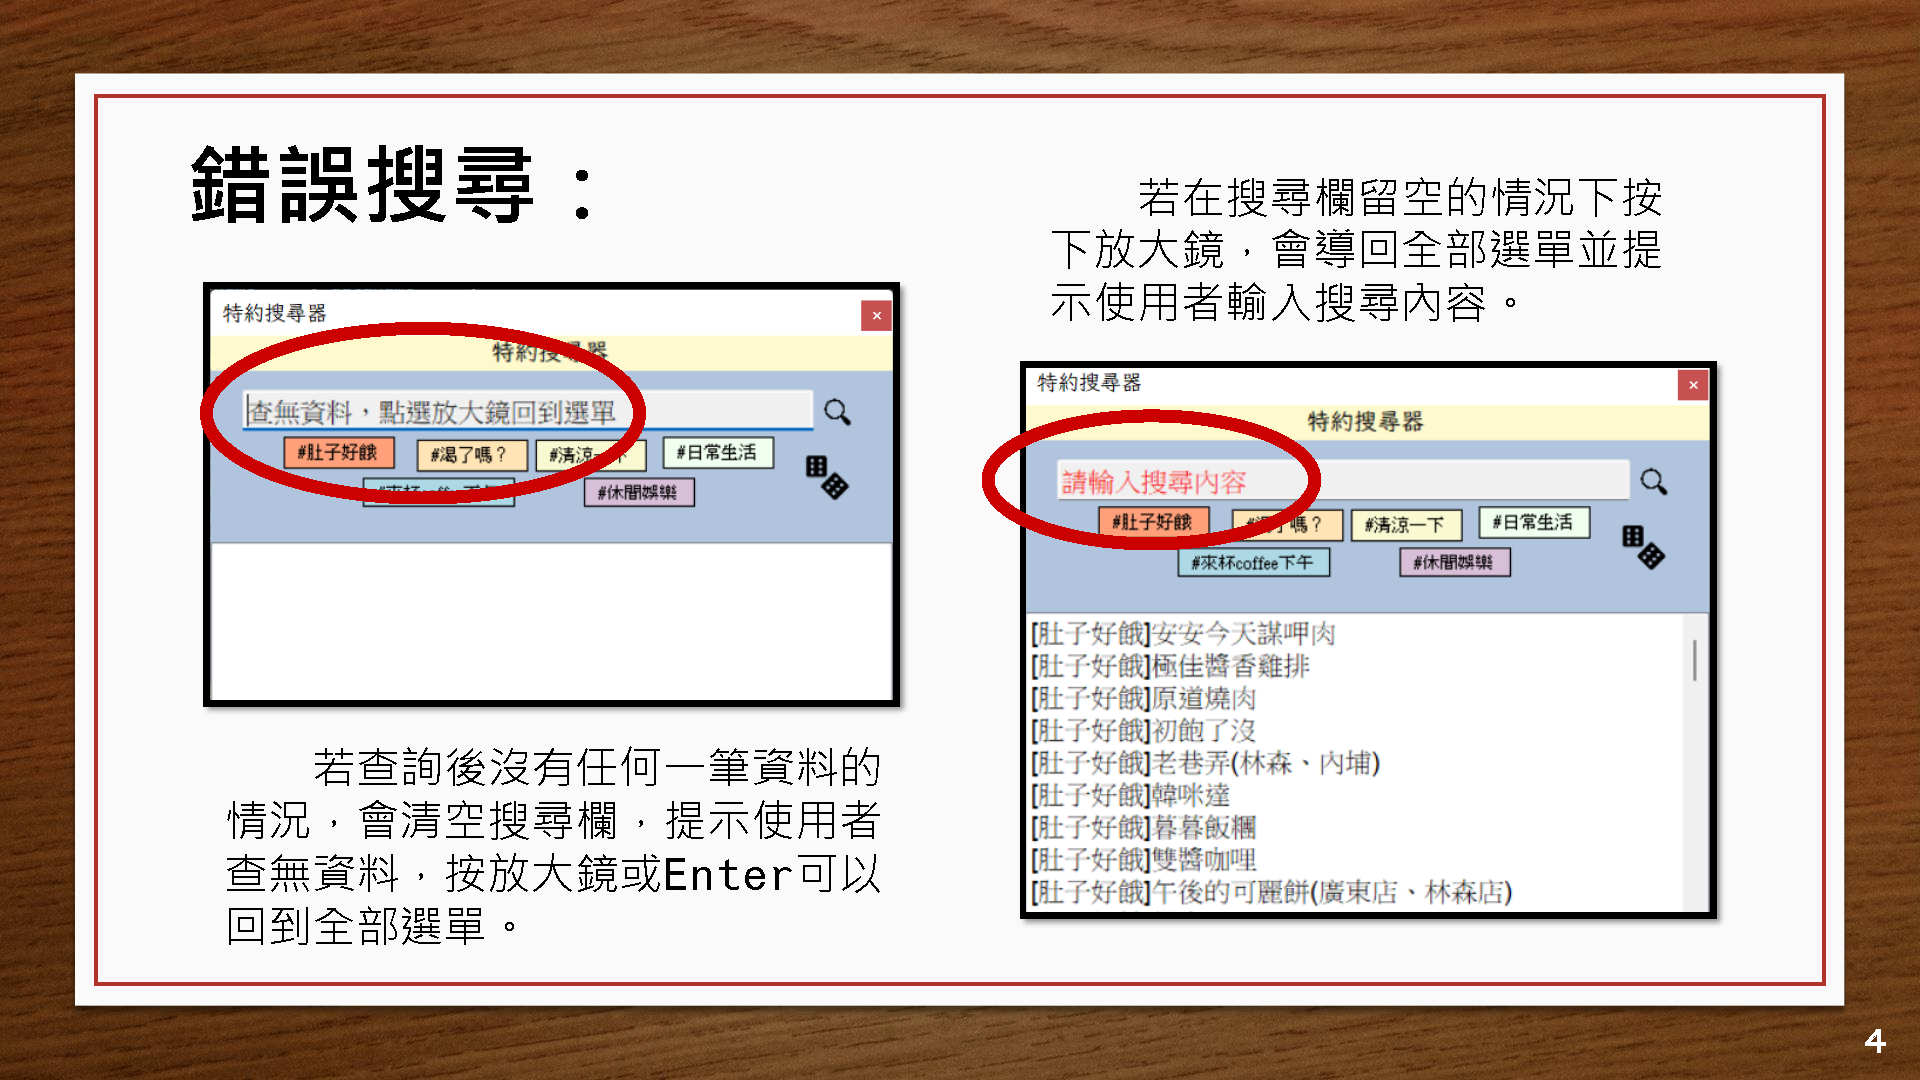 錯誤搜尋：
特約搜尋器
特約搜尋器
查無資料，點選放大鏡回到選單
#肚子好餓
#渴了嗎？
#清涼一下
#日常生活
#休閒娛樂
若查詢後沒有任何一筆資料的
情況，會清空搜尋欄，提示使用者
查無資料，按放大鏡或Enter可以
回到全部選單。
若在搜尋欄留空的情況下按
下放大鏡，會導回全部選單並提
示使用者輸入搜尋內容。
特約搜尋器
特約搜尋器
請輸入搜尋內容
#肚子好餓
#渴了嗎？
#清涼一下
#日常生活
#來杯coffee下午
#休閒娛樂
[肚子好餓]安安今天謀呷肉
[肚子好餓]極佳醬香雞排
[肚子好餓]原道燒肉
[肚子好餓]初飽了沒
[肚子好餓]老巷弄(林森、內埔)
[肚子好餓]韓咪達
[肚子好餓]暮暮飯糰
[肚子好餓]雙醬咖哩
[肚子好餓]午後的可麗餅(廣東店、林森店)
4